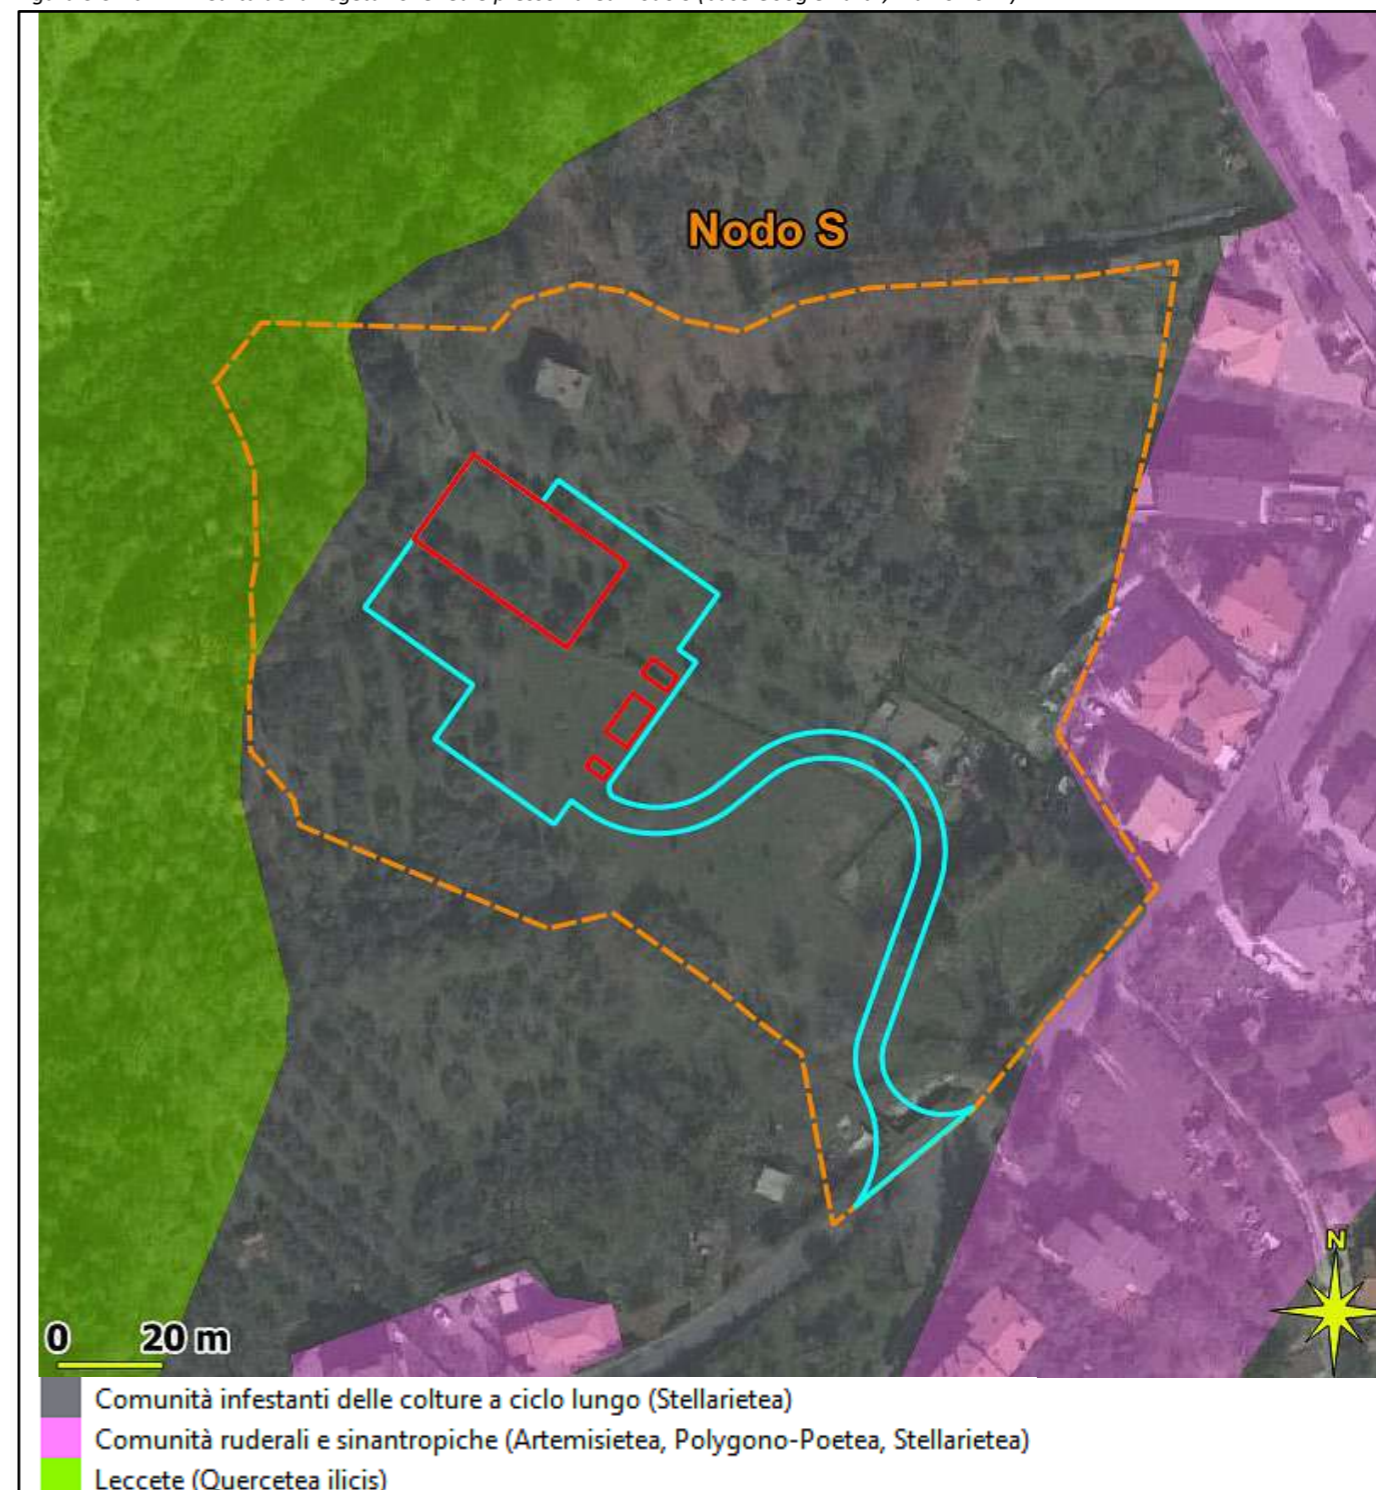 Nodo S
N
0 20 m
Comunità infestanti delle colture a ciclo lungo (Stellarietea)
Comunità ruderali e sinantropiche (Artemisietea, Polygono-Poetea, Stellarietea)
Leccete (Quercetea ilicis)